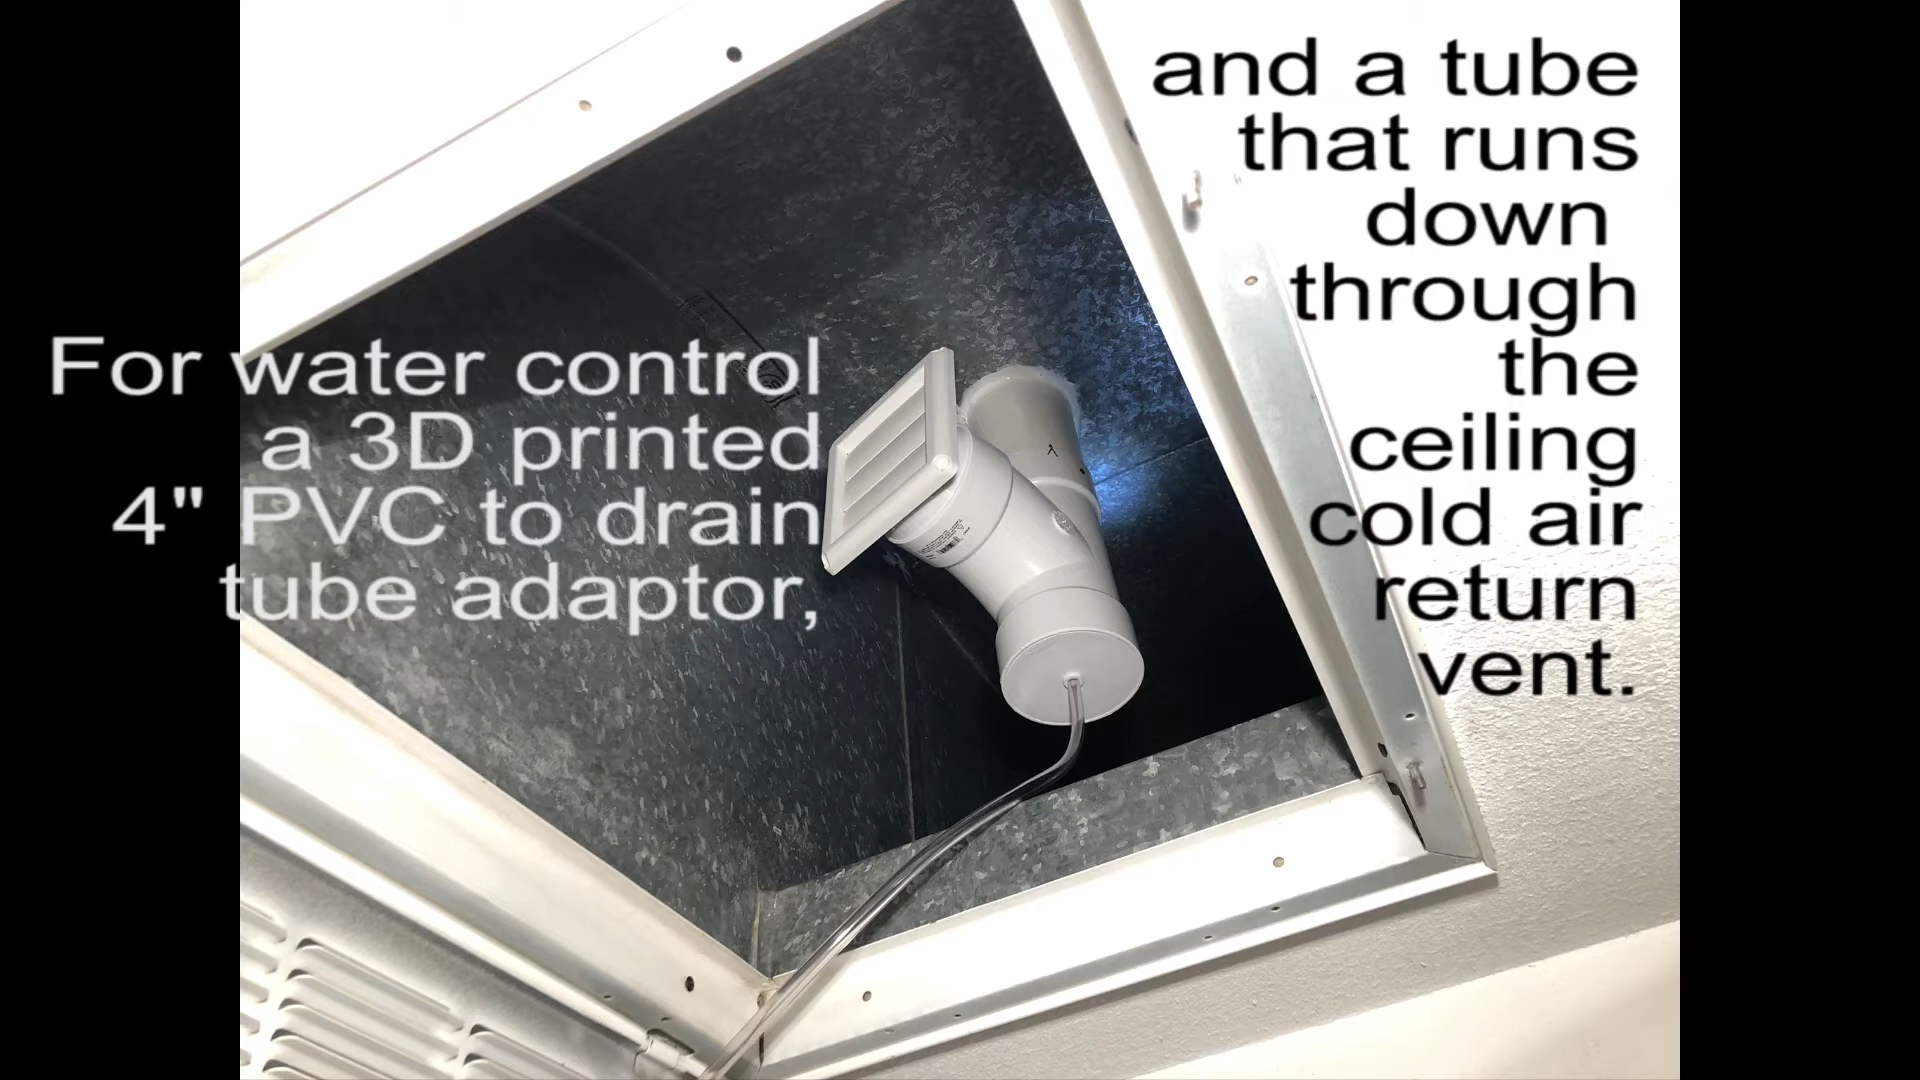 For water control
a 3D printed
4" PVC to drain
tube adaptor,
and a tube
that runs
down
through
the
ceiling
cold air
return
vent.